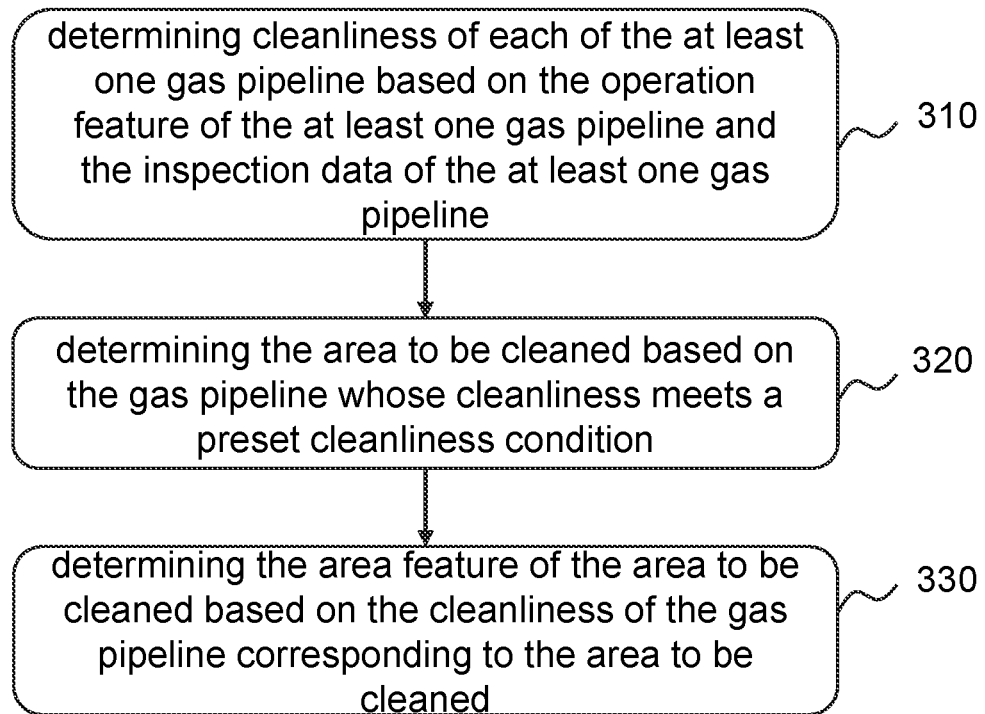 determining cleanliness of each of the at least
one gas pipeline based on the operation
feature of the at least one gas pipeline and
the inspection data of the at least one gas
pipeline
310
determining the area to be cleaned based on
the gas pipeline whose cleanliness meets a
preset cleanliness condition
320
determining the area feature of the area to be
cleaned based on the cleanliness of the gas
pipeline corresponding to the area to be
cleaned
330